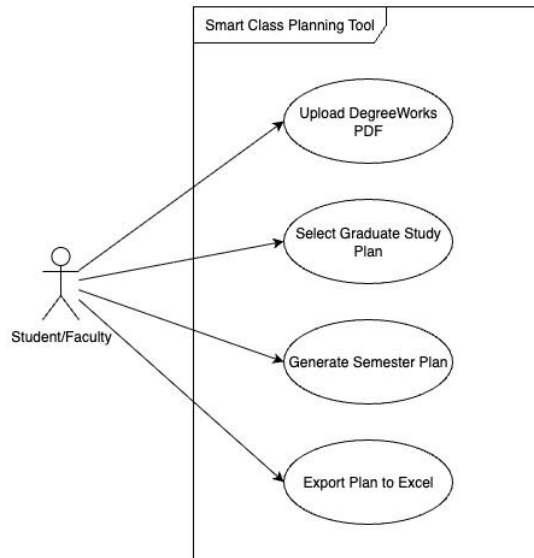 Smart Class Planning Tool
Upload DegreeWorks
PDF
Select Graduate Study
Plan
Student/Faculty
Generate Semester Plan
Export Plan to Excel